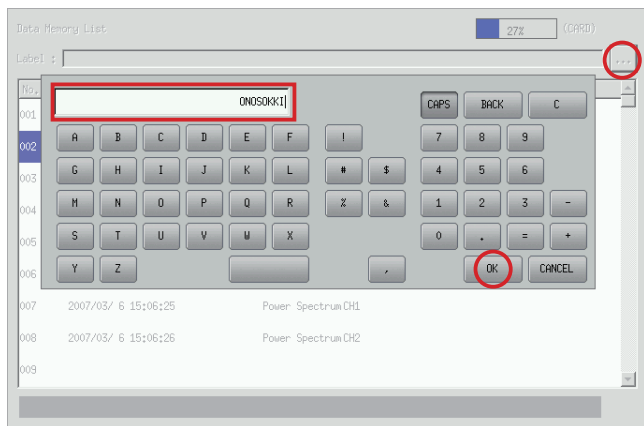 Data Memory List 27% (CARD)
Label : ...
No.
ONOSOKKI CAPS BACK C
001
A B C D E F ! 7 8 9
002
G H I J K L # $ 4 5 6
003
M N O P Q R % & 1 2 3 -
004
S T U V W X 0 . = +
005
Y Z , OK CANCEL
006
007 2007/03/ 6 15:06:25 Power Spectrum CH1
008 2007/03/ 6 15:06:26 Power Spectrum CH2
009